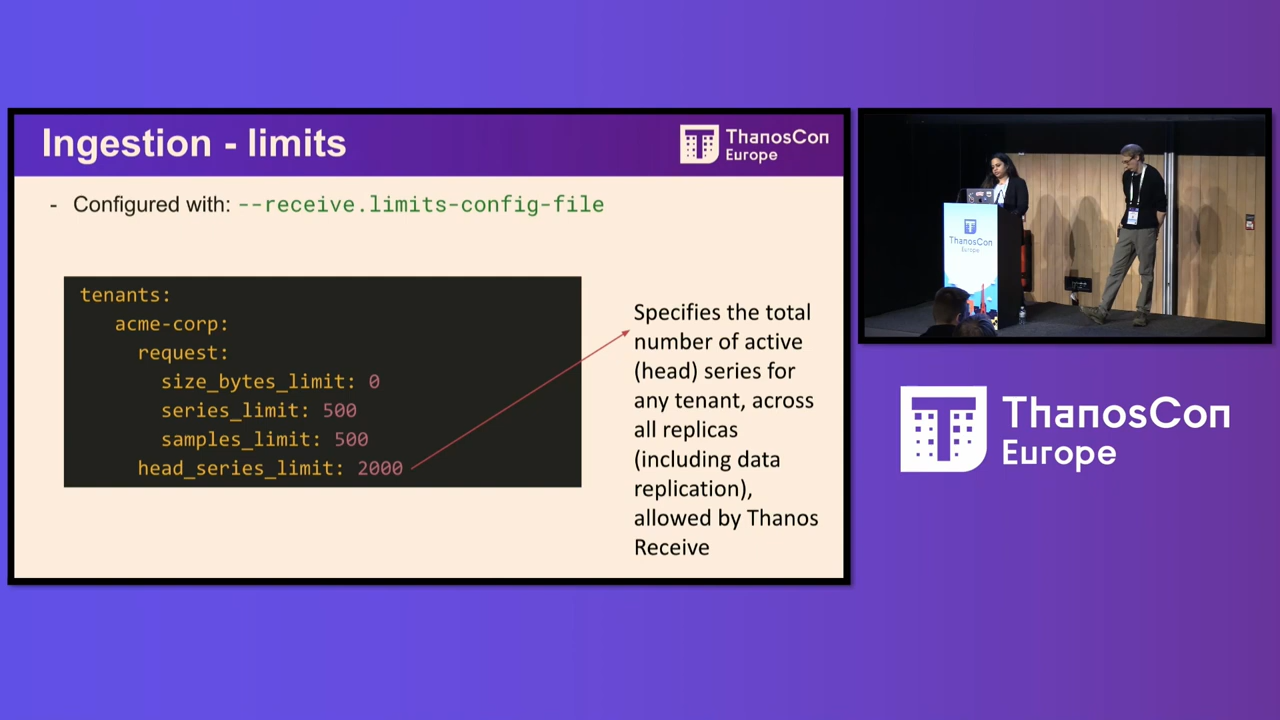 Ingestion - limits
ThanosCon
Europe
- Configured with: --receive.limits-config-file
tenants:
acme-corp:
request:
size_bytes_limit: 0
series_limit: 500
samples_limit: 500
head_series_limit: 2000
Specifies the total
number of active
(head) series for
any tenant, across
all replicas
(including data
replication),
allowed by Thanos
Receive
ThanosCon
Europe
ThanosCon
Europe